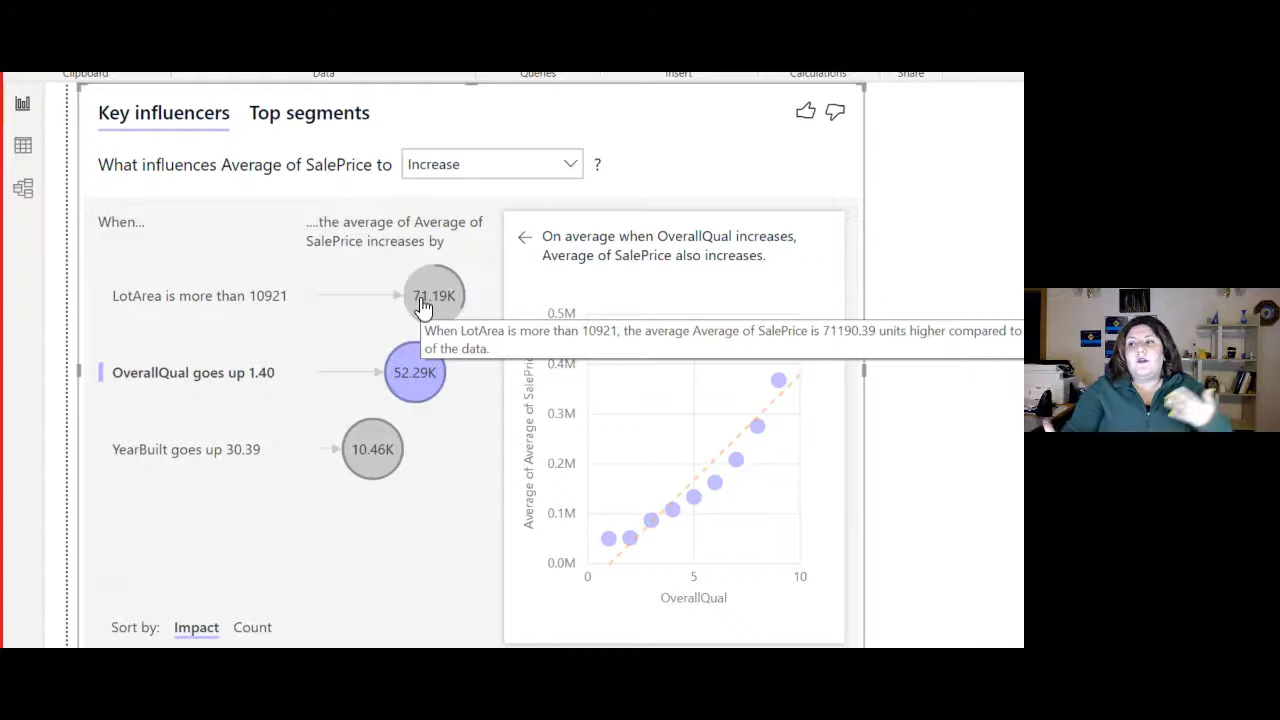 Clipboard
Data
Queries
Insert
Calculations
Share
Key influencers
Top segments
What influences Average of SalePrice to
Increase
?
When...
....the average of Average of
SalePrice increases by
LotArea is more than 10921
71.19K
OverallQual goes up 1.40
52.29K
YearBuilt goes up 30.39
10.46K
Sort by:
Impact
Count
On average when OverallQual increases,
Average of SalePrice also increases.
When LotArea is more than 10921, the average Average of SalePrice is 71190.39 units higher compared to
of the data.
Average of Average of SalePrice
0.5M
0.4M
0.3M
0.2M
0.1M
0.0M
0
5
10
OverallQual